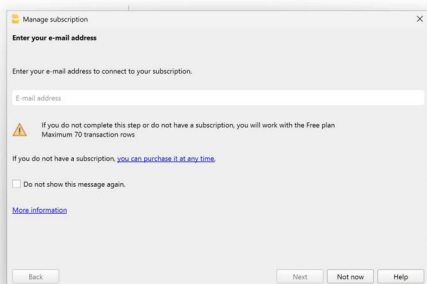 Manage subscription
Enter your e-mail address
Enter your e-mail address to connect to your subscription.
E-mail address
If you do not complete this step or do not have a subscription, you will work with the Free plan
Maximum 70 transaction rows
If you do not have a subscription, you can purchase it at any time.
Do not show this message again.
More information
Back Next Not now Help